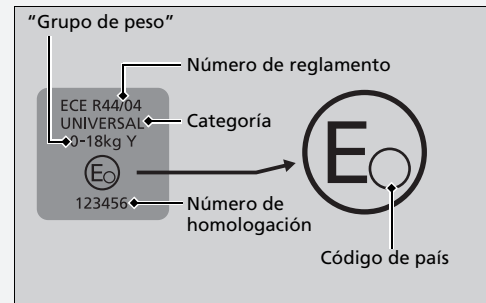 “Grupo de peso”
Número de reglamento
ECE R44/04
UNIVERSAL
Categoría
0-18kg Y
E
E
123456
Número de
homologación
Código de país